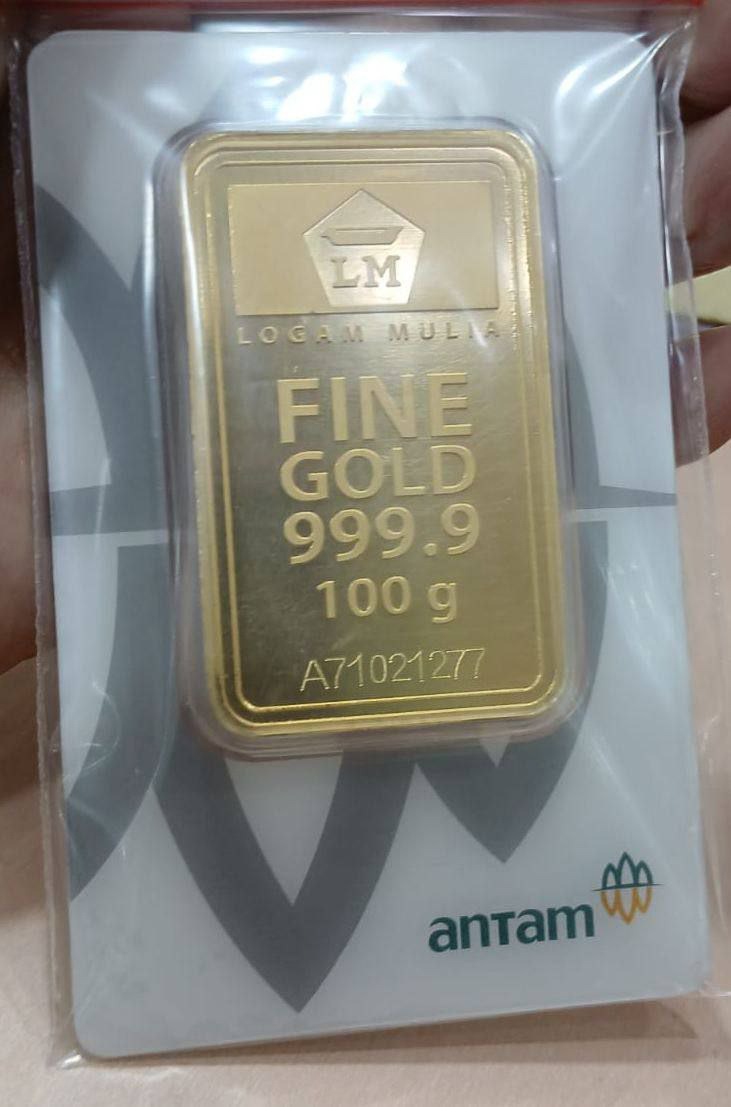 LM
LOGAM MULIA
FINE
GOLD
999.9
100 g
A71021277
antam